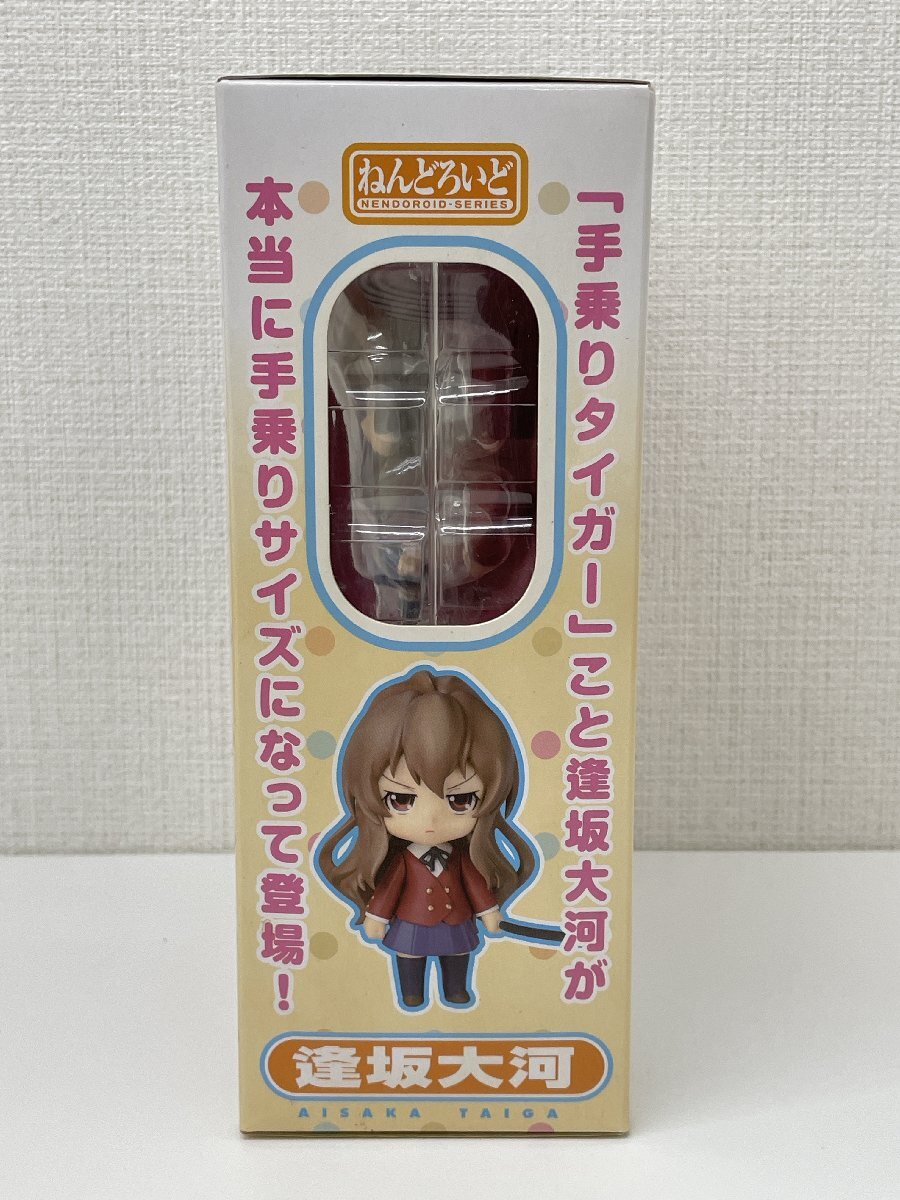 ねんどろいど
NENDOROID-SERIES
「手乗りタイガー」こと逢坂大河が
本当に手乗りサイズになって登場！
逢坂大河
AISAKA TAIGA